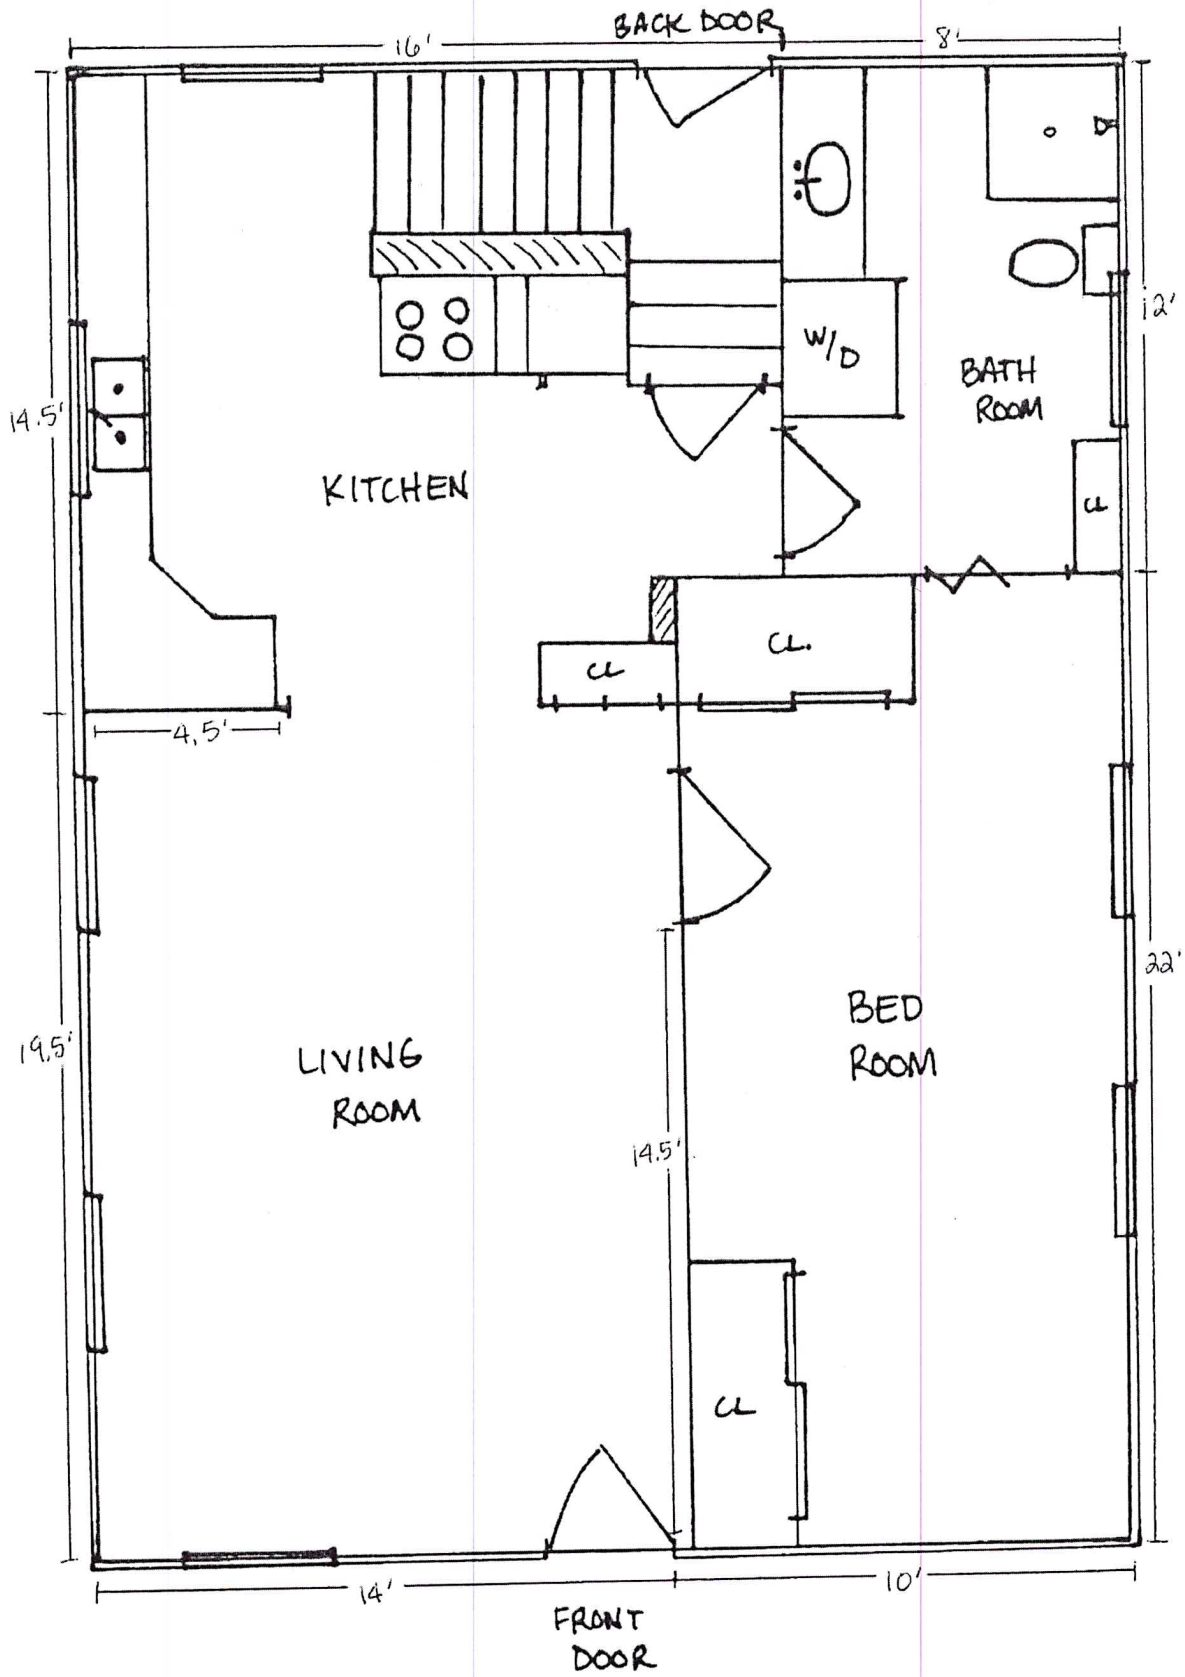 BACK DOOR
16'
8'
12'
W/D
BATH
ROOM
14.5'
KITCHEN
CL
CL.
CL
4.5'
22'
BED
ROOM
19.5'
LIVING
ROOM
14.5'
CL
14'
10'
FRONT
DOOR